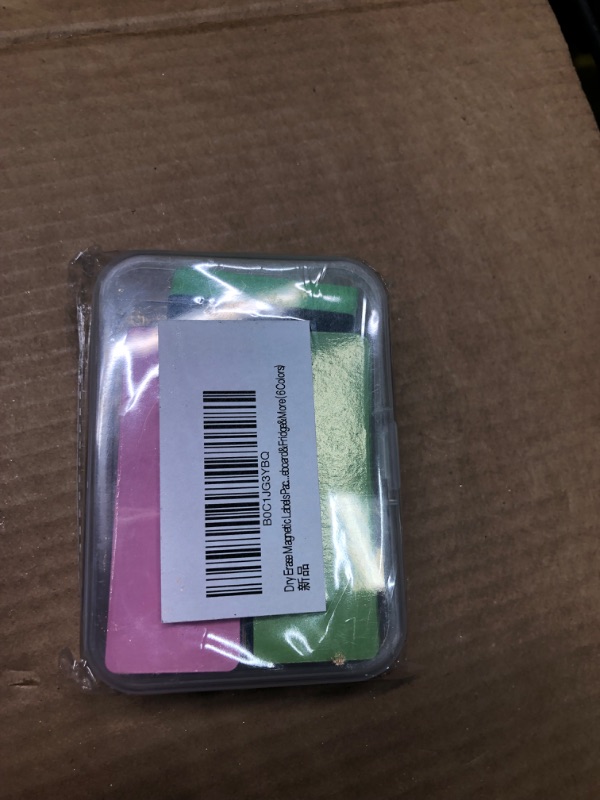 B0C1JG3YBQ
Dry Erase Magnetic Labels Pac...eboard&Fridge&More( 6 Colors)
新品